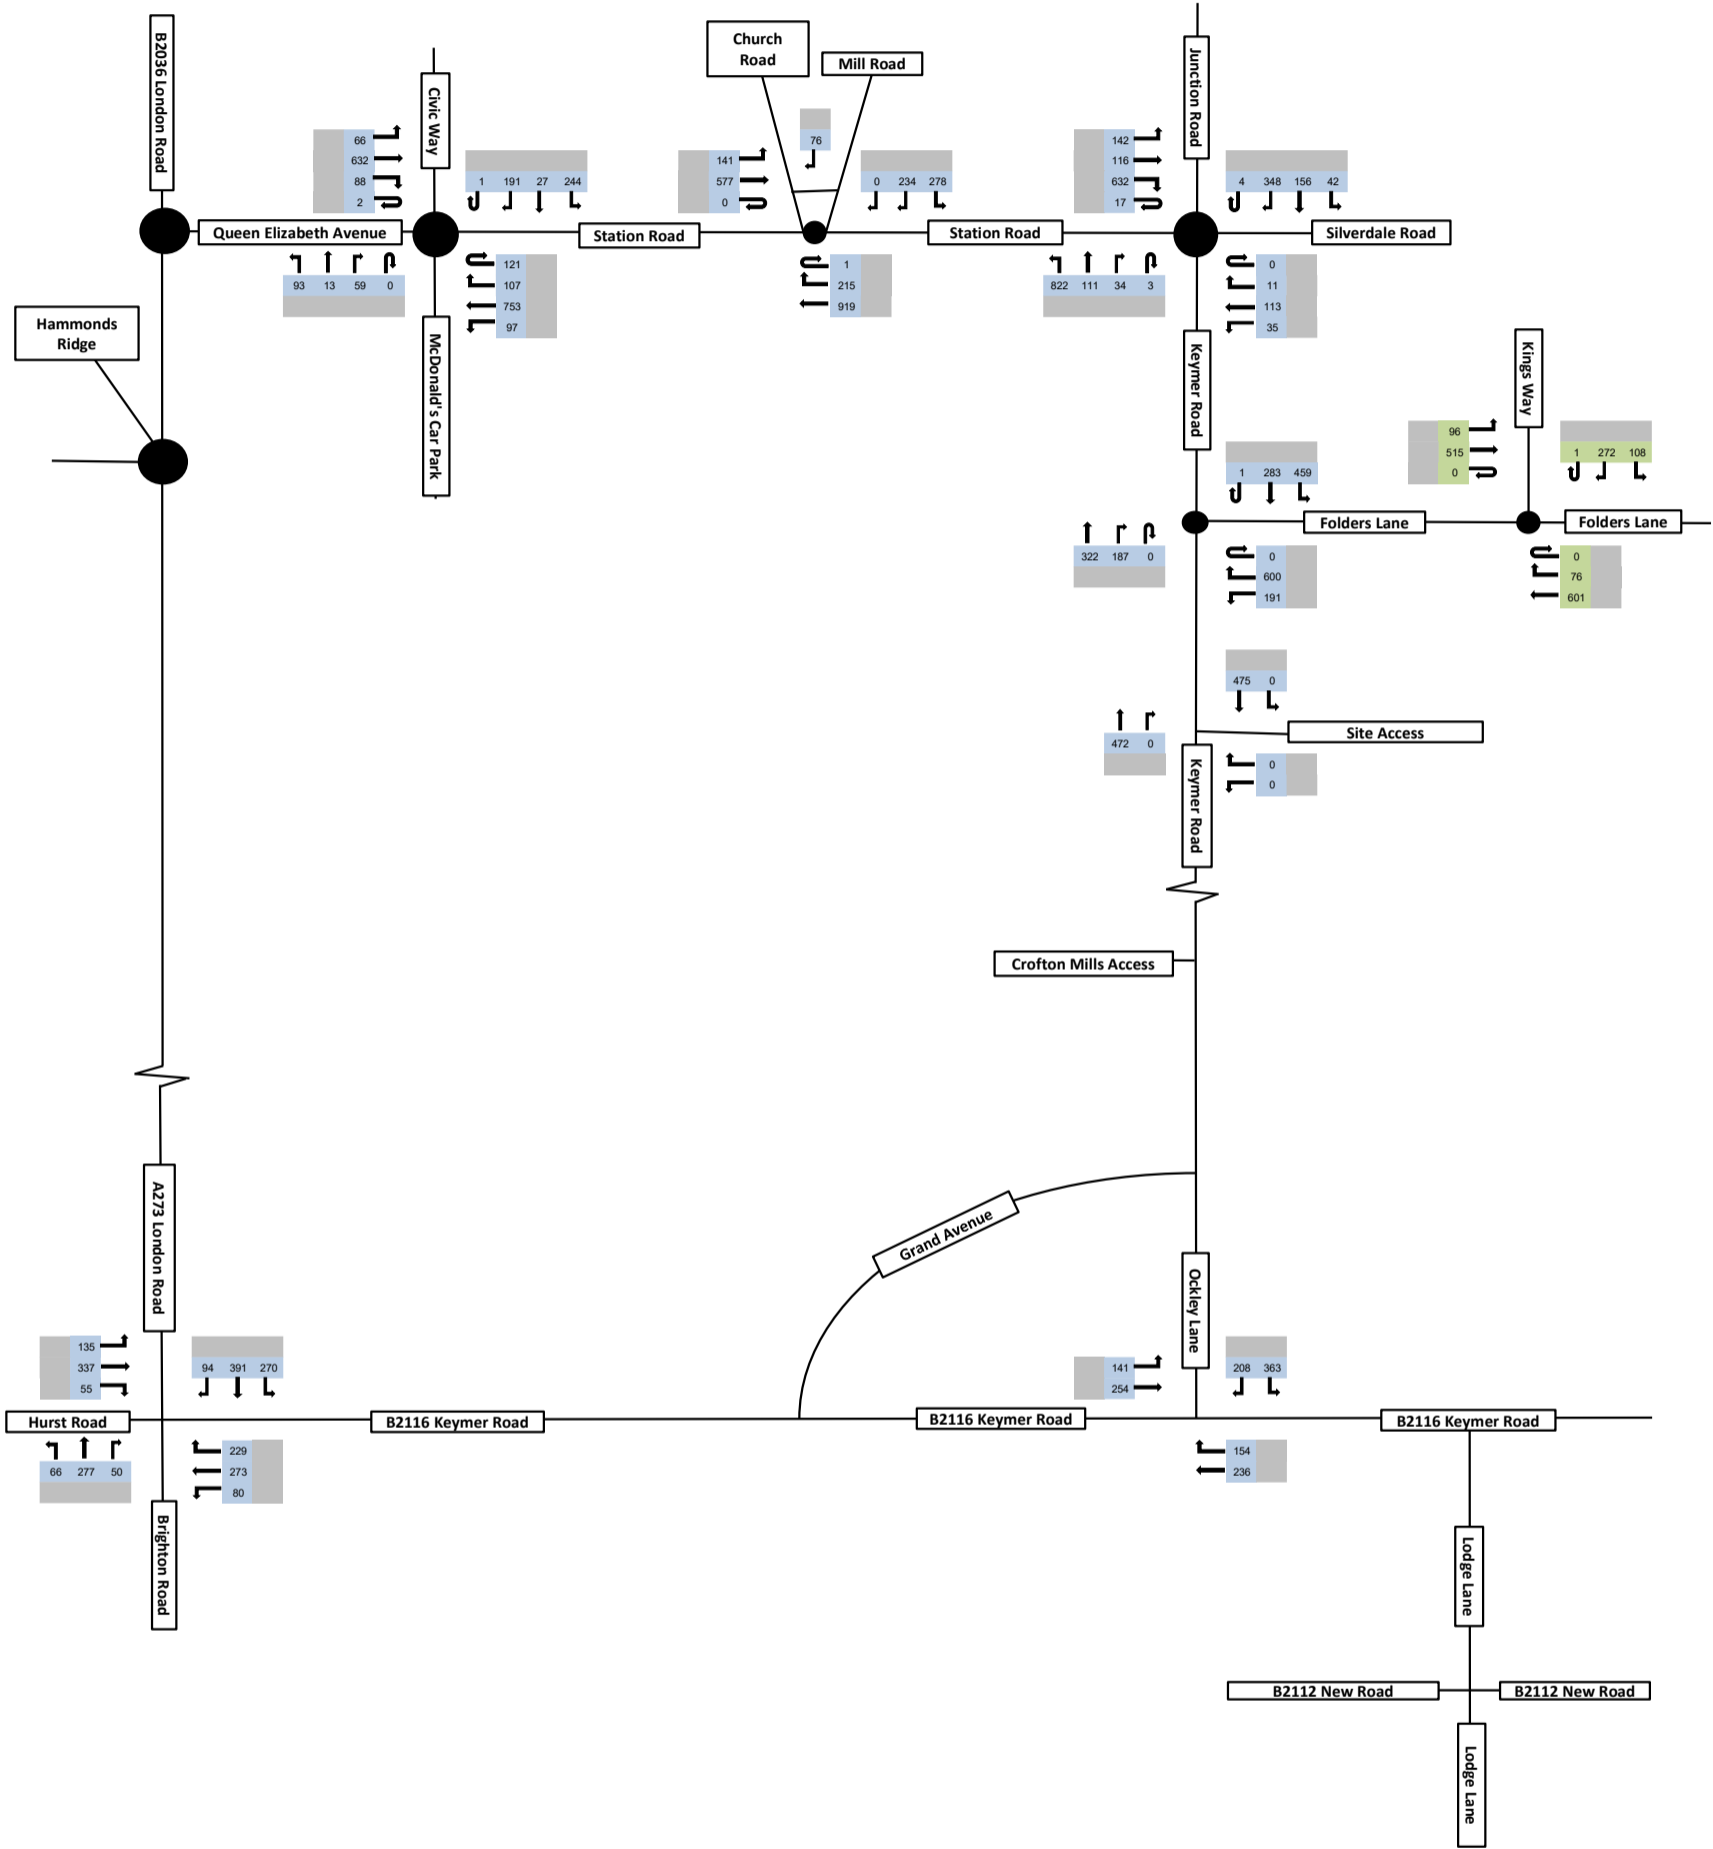 B2036 London Road
Civic Way
Church
Road
Mill Road
Junction Road
66
632
88
2
1 191 27 244
141
577
0
76
0 234 278
142
116
632
17
4 348 156 42
Queen Elizabeth Avenue
Station Road
Station Road
Silverdale Road
93 13 59 0
121
107
753
97
1
215
919
822 111 34 3
0
11
113
35
Hammonds
Ridge
McDonald's Car Park
Keymer Road
Kings Way
96
515
0
1 272 108
1 283 459
Folders Lane
Folders Lane
322 187 0
0
600
191
0
76
601
475 0
472 0
Site Access
0
0
Keymer Road
Crofton Mills Access
A273 London Road
Grand Avenue
Ockley Lane
135
337
55
94 391 270
141
254
208 363
Hurst Road
B2116 Keymer Road
B2116 Keymer Road
B2116 Keymer Road
66 277 50
229
273
80
154
236
Brighton Road
Lodge Lane
B2112 New Road
B2112 New Road
Lodge Lane